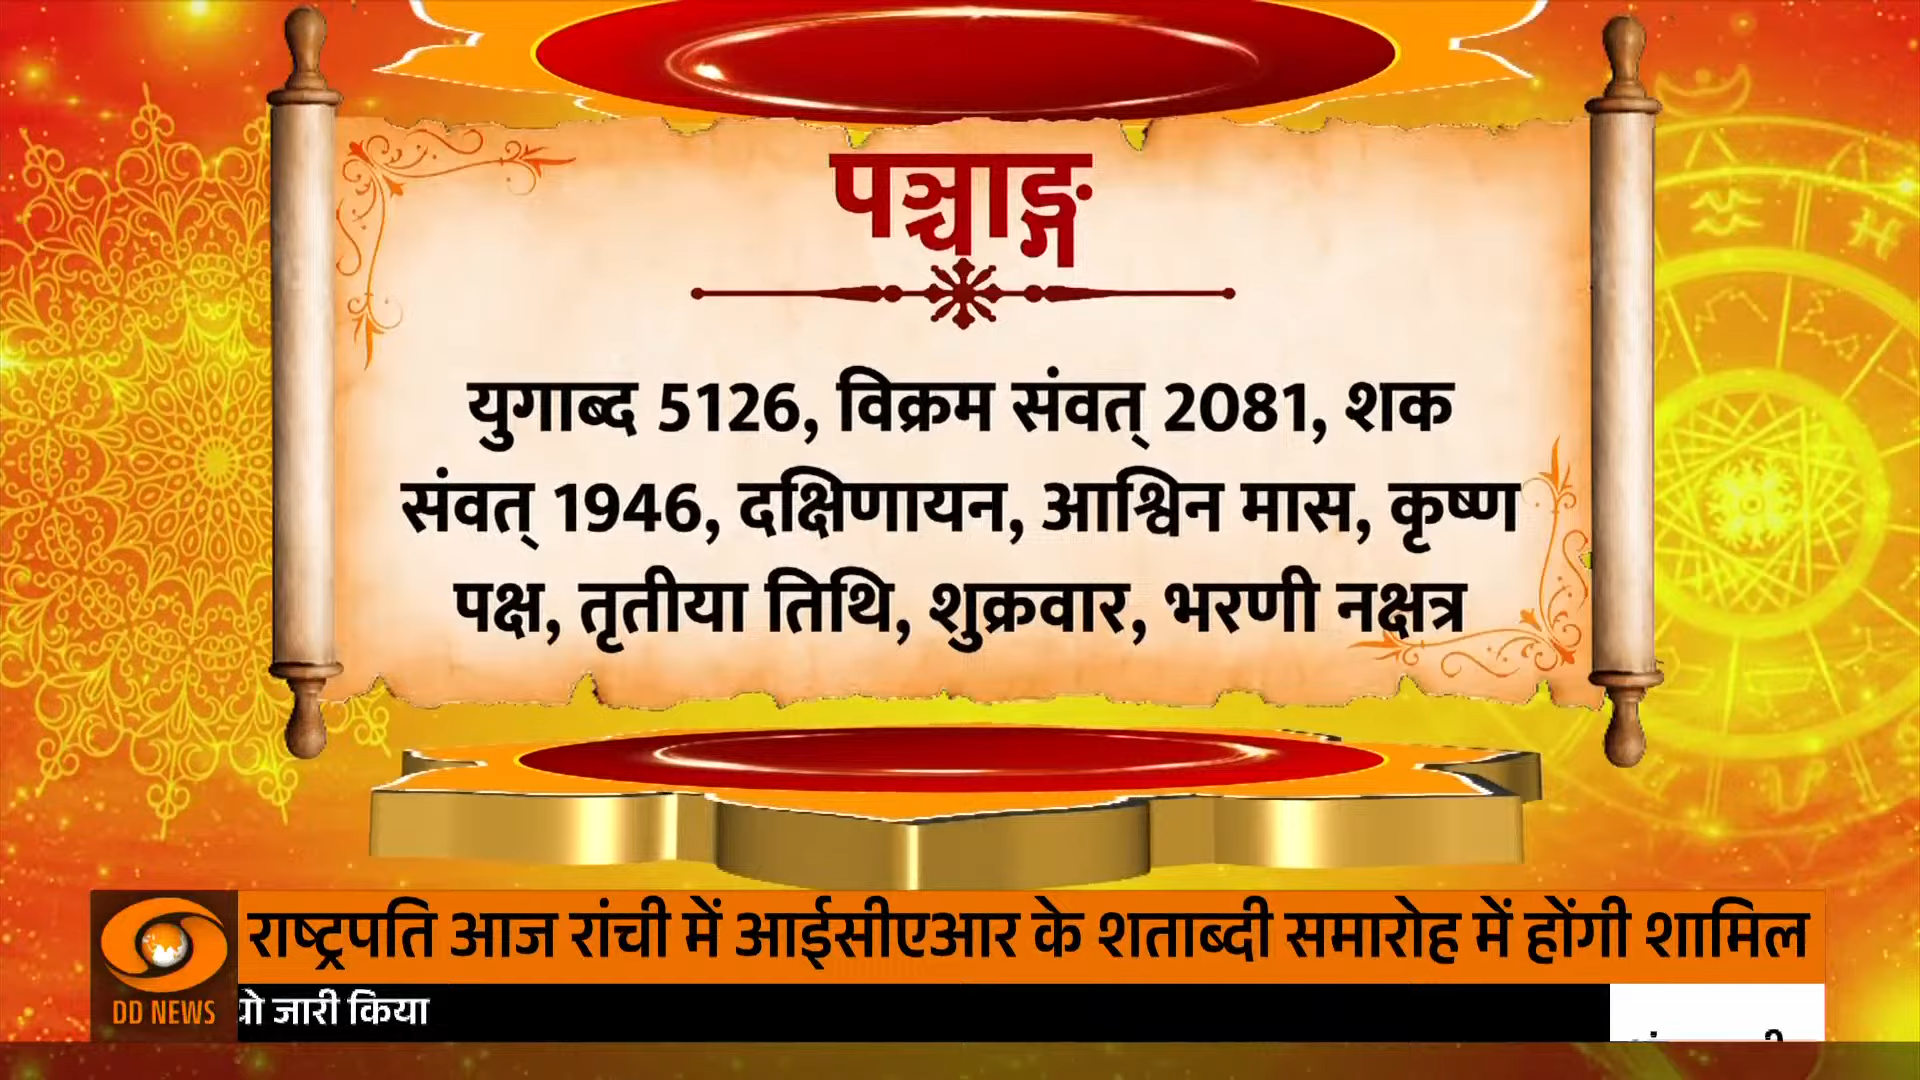 पञ्चाङ्ग
युगाब्द 5126, विक्रम संवत् 2081, शक
संवत् 1946, दक्षिणायन, आश्विन मास, कृष्ण
पक्ष, तृतीया तिथि, शुक्रवार, भरणी नक्षत्र
राष्ट्रपति आज रांची में आईसीएआर के शताब्दी समारोह में होंगी शामिल
DD NEWS
जारी किया